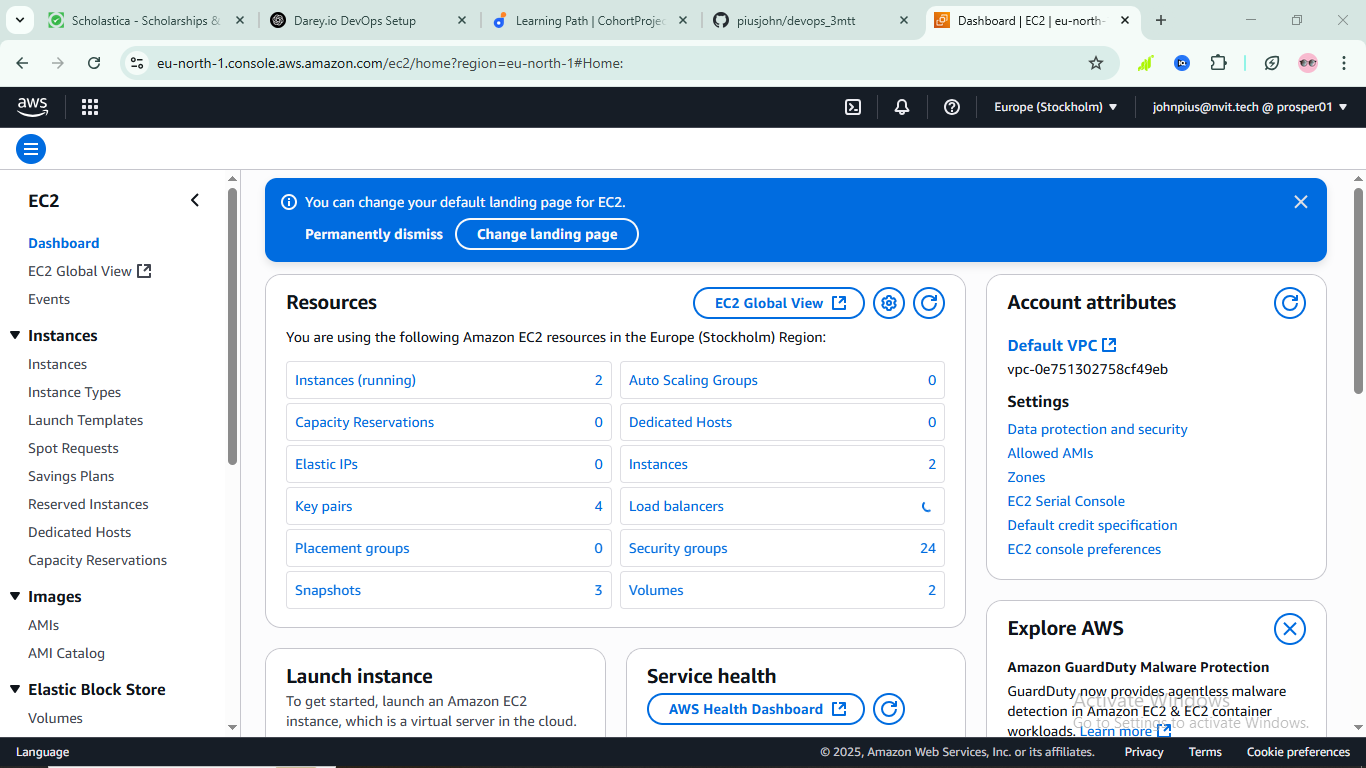 Scholastica - Scholarships &
Darey.io DevOps Setup
Learning Path | CohortProjec
piusjohn/devops_3mtt
Dashboard | EC2 | eu-north-
eu-north-1.console.aws.amazon.com/ec2/home?region=eu-north-1#Home:
aws
Europe (Stockholm)
johnpius@nvit.tech @ prosper01
EC2
Dashboard
EC2 Global View
Events
Instances
Instances
Instance Types
Launch Templates
Spot Requests
Savings Plans
Reserved Instances
Dedicated Hosts
Capacity Reservations
Images
AMIs
AMI Catalog
Elastic Block Store
Volumes
You can change your default landing page for EC2.
Permanently dismiss
Change landing page
Resources
EC2 Global View
You are using the following Amazon EC2 resources in the Europe (Stockholm) Region:
Instances (running) 2
Auto Scaling Groups 0
Capacity Reservations 0
Dedicated Hosts 0
Elastic IPs 0
Instances 2
Key pairs 4
Load balancers
Placement groups 0
Security groups 24
Snapshots 3
Volumes 2
Launch instance
To get started, launch an Amazon EC2
instance, which is a virtual server in the cloud.
Service health
AWS Health Dashboard
Account attributes
Default VPC
vpc-0e751302758cf49eb
Settings
Data protection and security
Allowed AMIs
Zones
EC2 Serial Console
Default credit specification
EC2 console preferences
Explore AWS
Amazon GuardDuty Malware Protection
GuardDuty now provides agentless malware
detection in Amazon EC2 & EC2 container
workloads. Learn more
Activate Windows
Go to Settings to activate Windows.
Language
© 2025, Amazon Web Services, Inc. or its affiliates.
Privacy
Terms
Cookie preferences